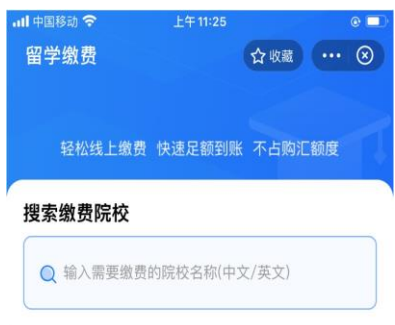 中国移动 上午11:25
留学缴费 收藏
轻松线上缴费 快速足额到账 不占购汇额度
搜索缴费院校
输入需要缴费的院校名称(中文/英文)